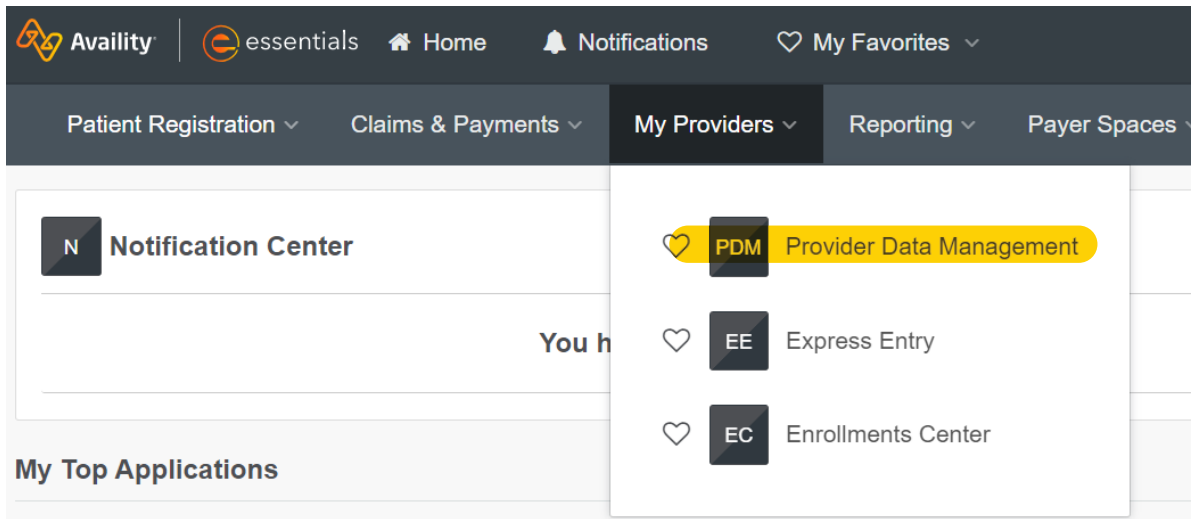 Availity essentials Home Notifications My Favorites
Patient Registration Claims & Payments My Providers Reporting Payer Spaces
N Notification Center
PDM Provider Data Management
You h
EE Express Entry
EC Enrollments Center
My Top Applications